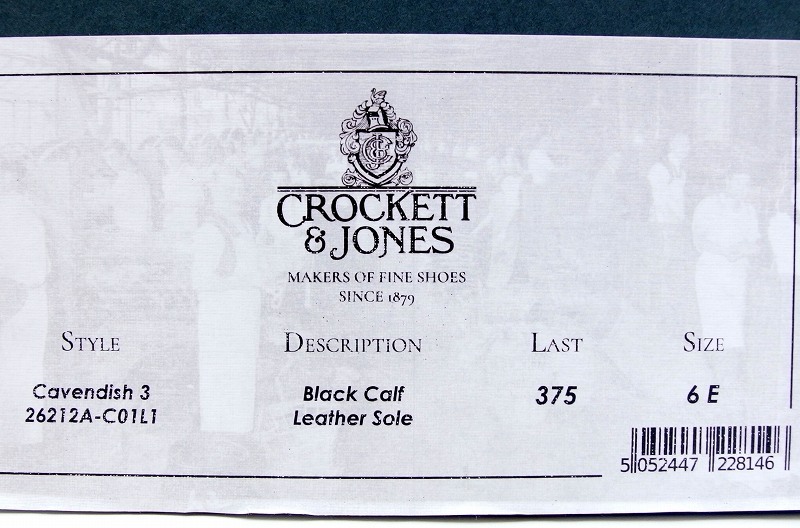 CROCKETT
& JONES
MAKERS OF FINE SHOES
SINCE 1879
STYLE DESCRIPTION LAST SIZE
Cavendish 3 Black Calf 375 6 E
26212A-C01L1 Leather Sole
5 052447 228146